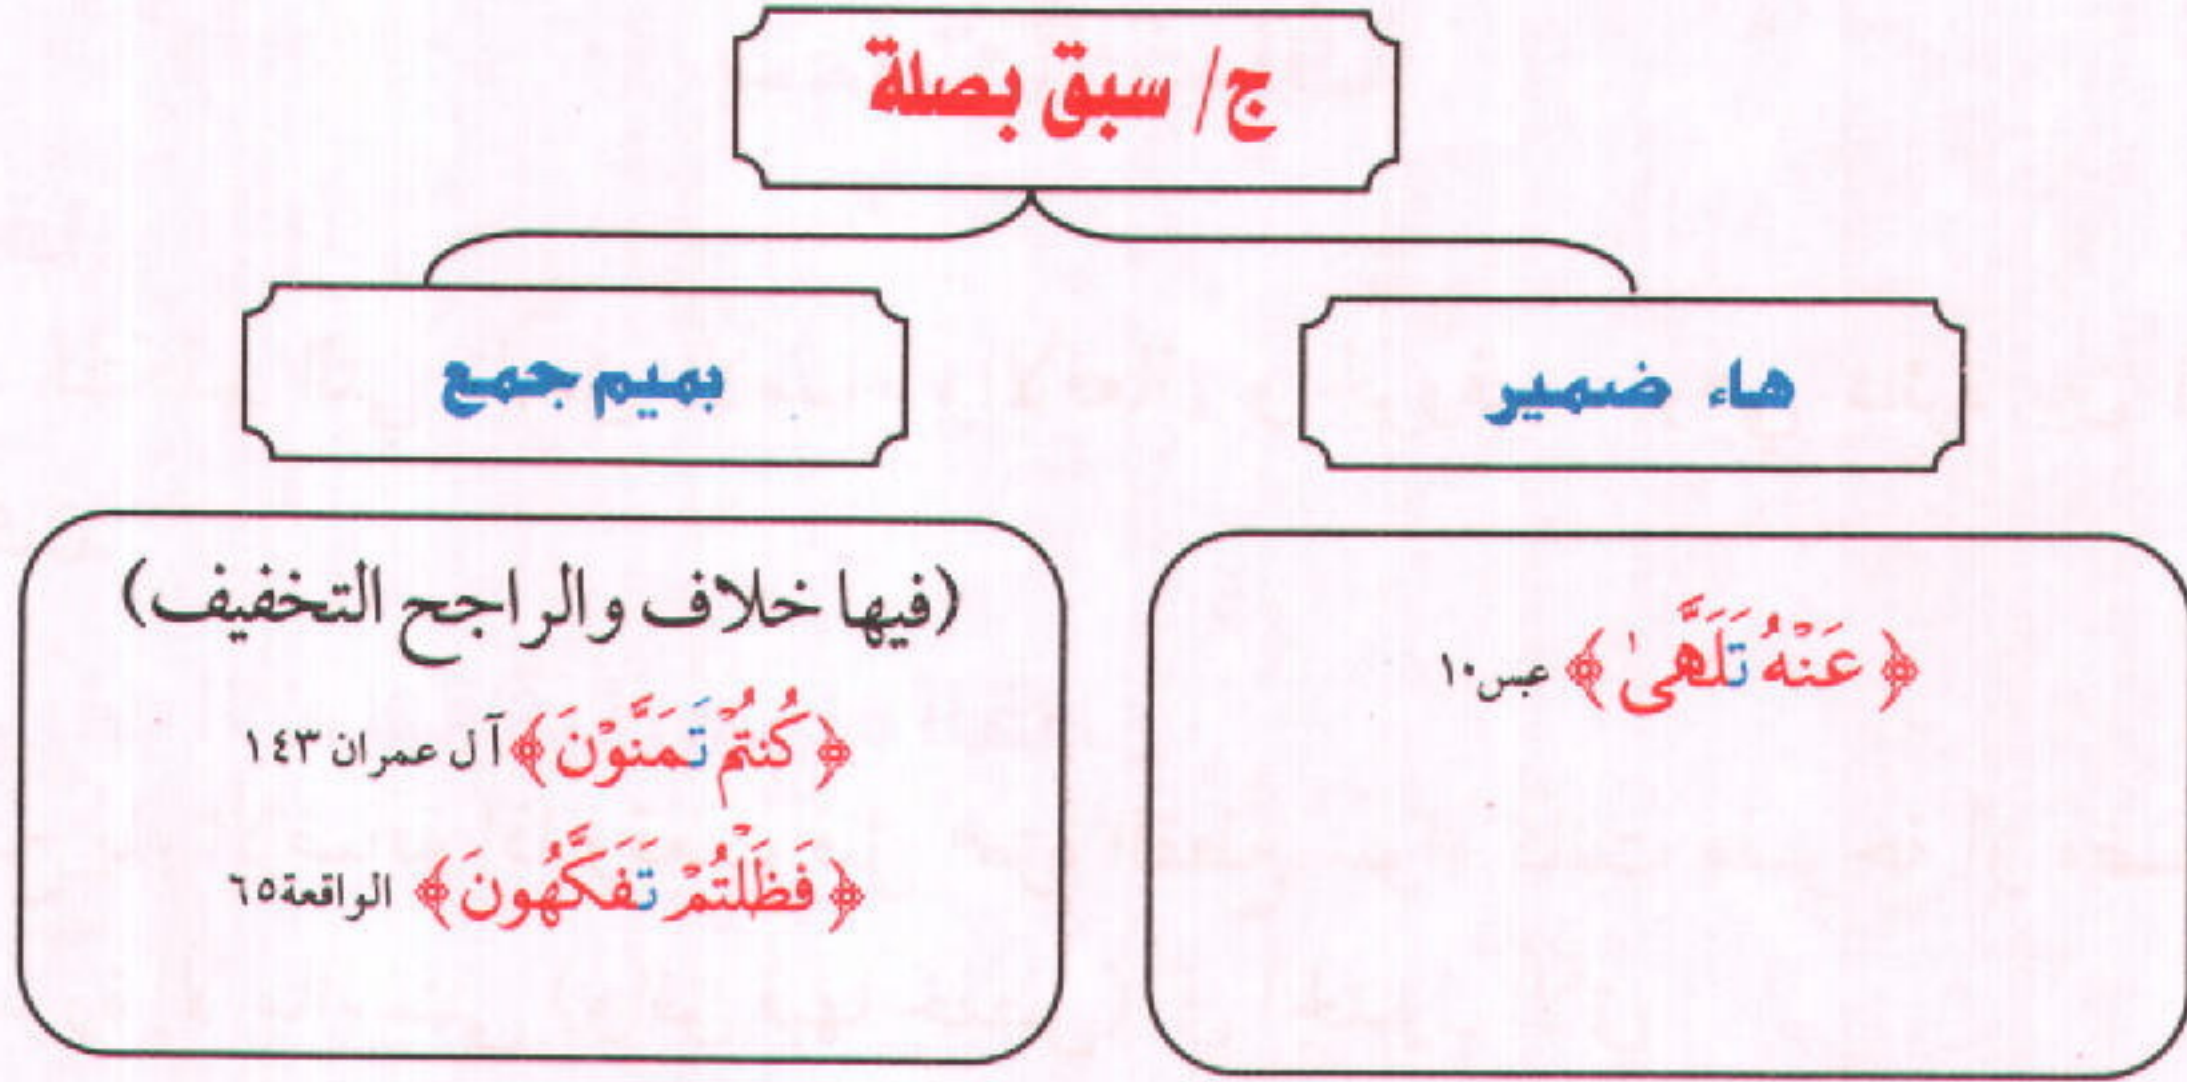 ج/ سبق بصلة
هاء ضمير
﴿ عَنْهُ تَلَهَّىٰ ﴾ عبس١٠
بميم جمع
(فيها خلاف والراجح التخفيف)
﴿ كُنتُمْ تَمَنَّوْنَ ﴾ آل عمران ١٤٣
﴿ فَظَلْتُمْ تَفَكَّهُونَ ﴾ الواقعة٦٥